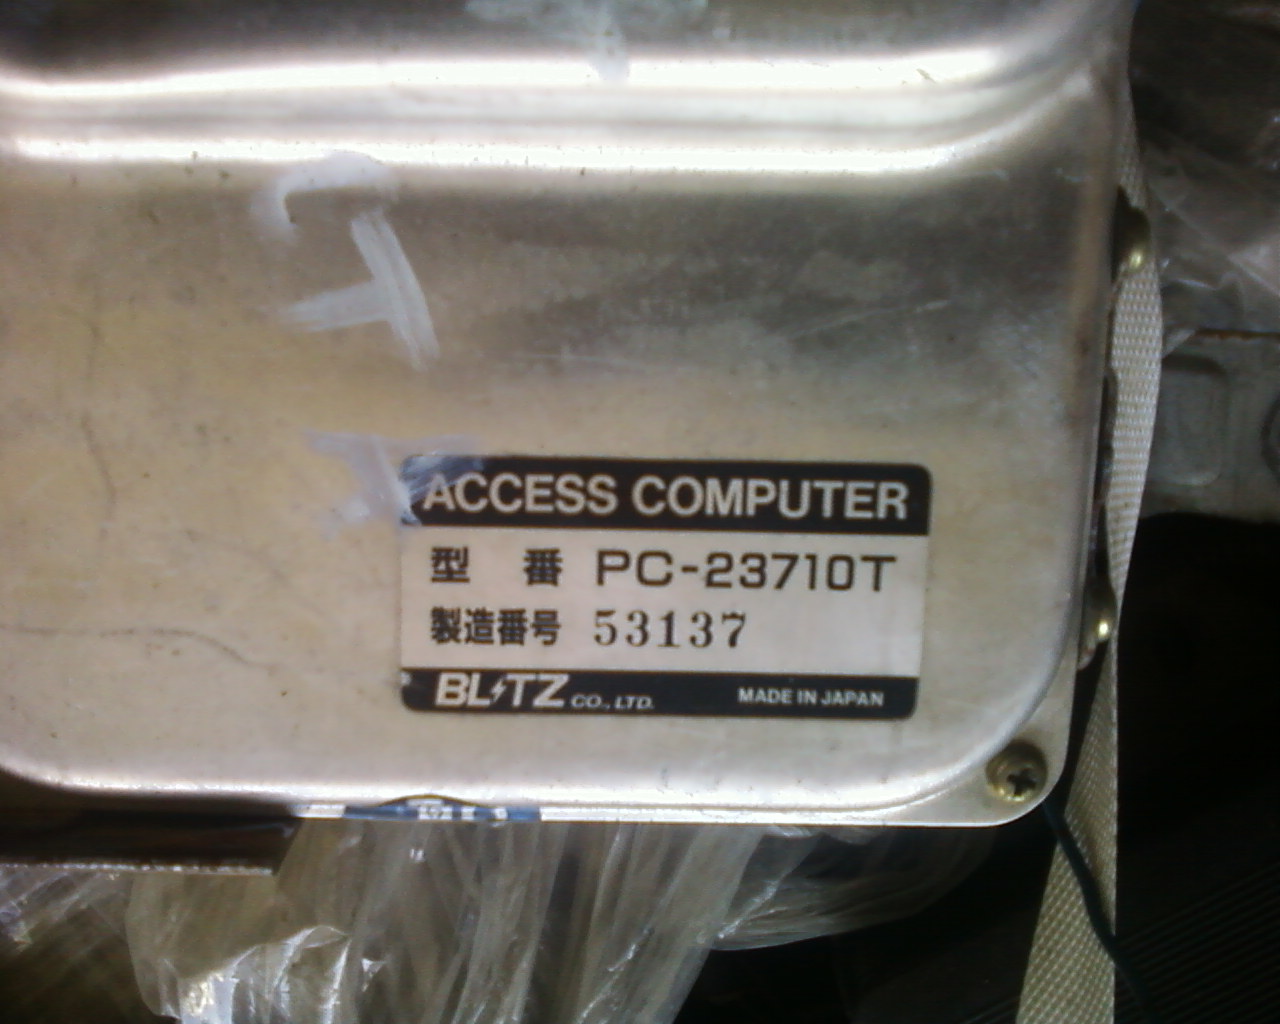 ACCESS COMPUTER
型 番 PC-23710T
製造番号 53137
BLITZ CO., LTD. MADE IN JAPAN